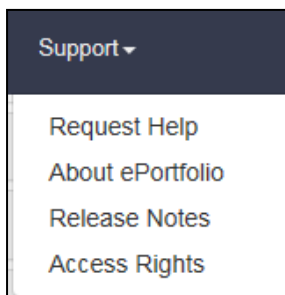 Support
Request Help
About ePortfolio
Release Notes
Access Rights